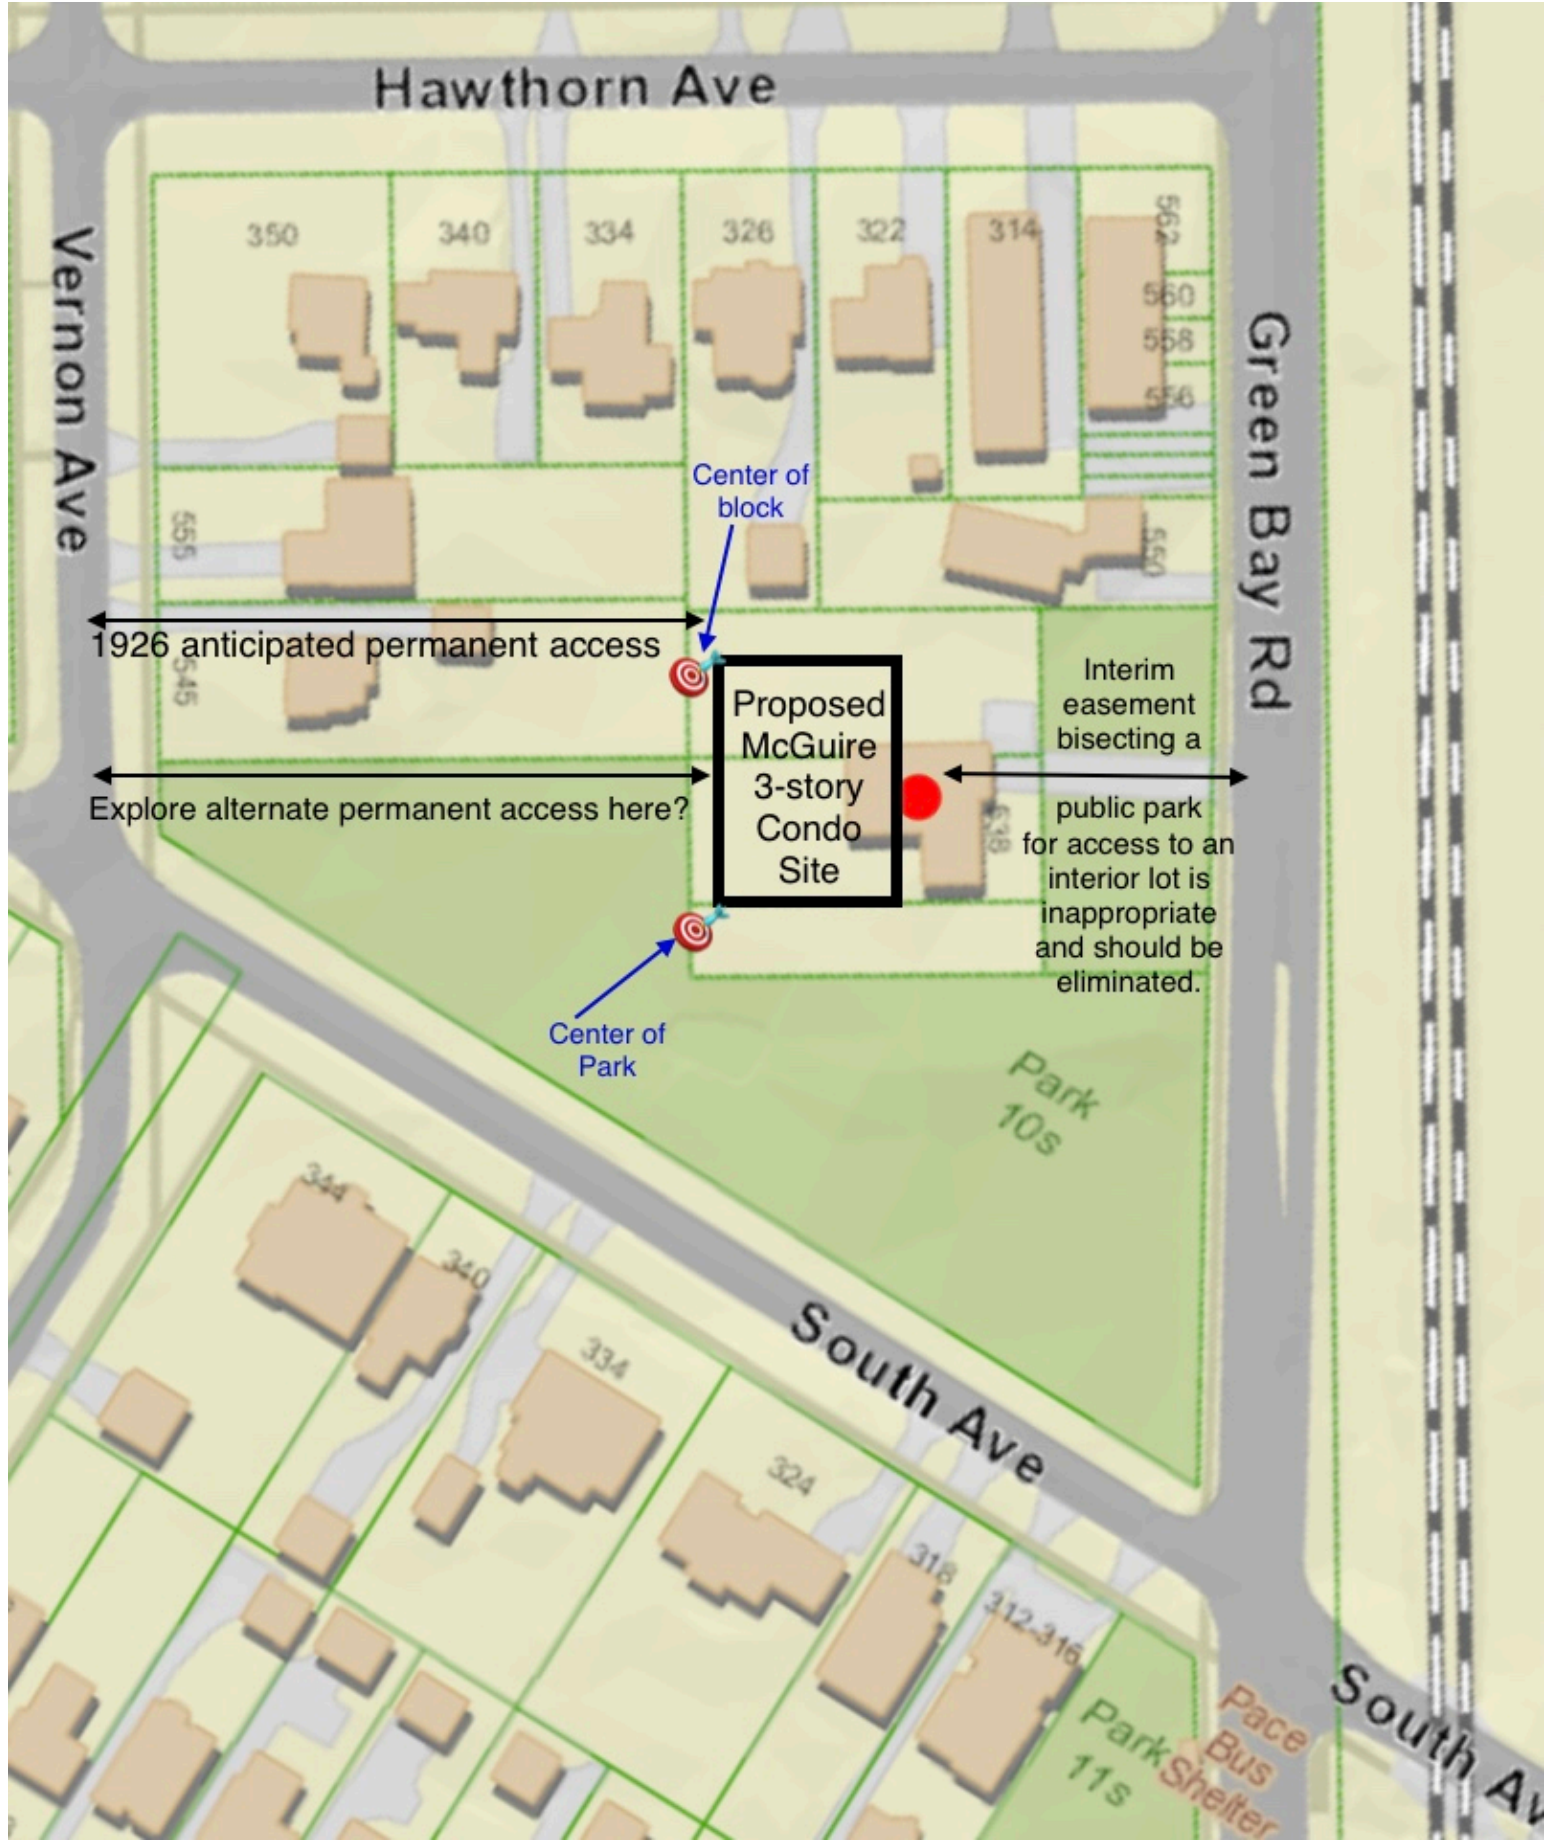 Hawthorn Ave
Vernon Ave
Green Bay Rd
350
340
334
326
322
314
562
560
558
556
550
555
545
538
Center of
block
1926 anticipated permanent access
Explore alternate permanent access here?
Proposed
McGuire
3-story
Condo
Site
Interim
easement
bisecting a
public park
for access to an
interior lot is
inappropriate
and should be
eliminated.
Center of
Park
Park
10s
344
340
334
324
318
312-316
South Ave
Park
11s
Pace
Bus
Shelter
South Av